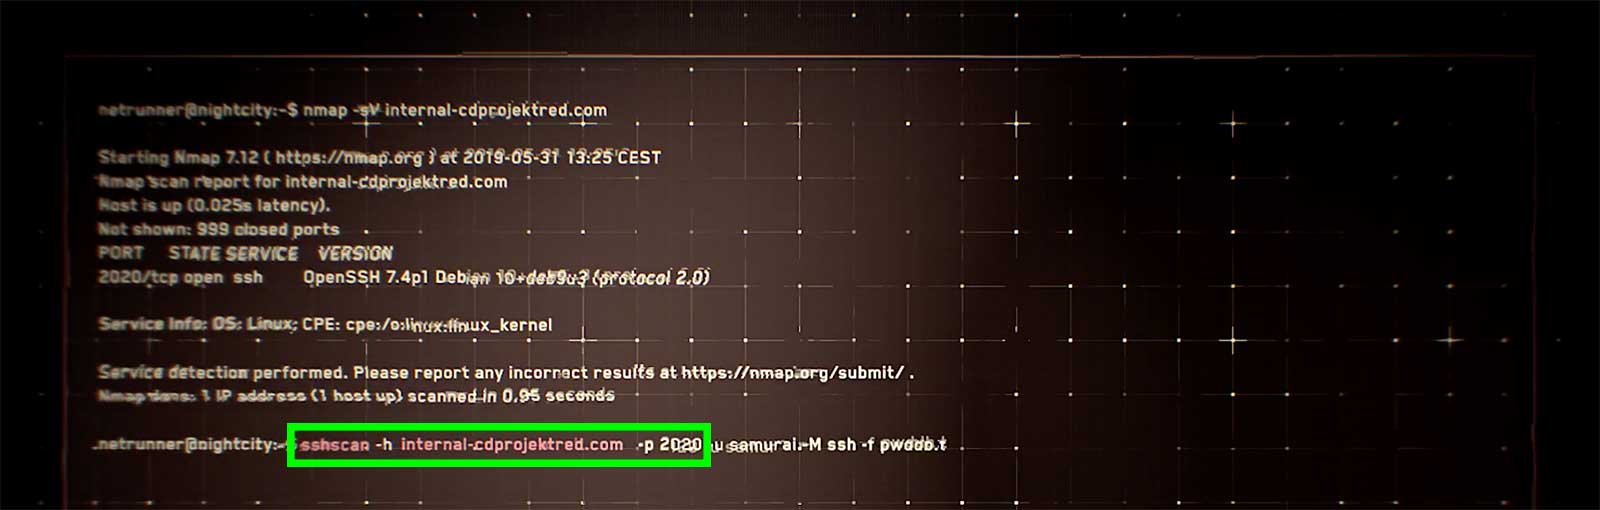 netrunner@nightcity:~$ nmap -sV internal-cdprojektred.com
Starting Nmap 7.12 ( https://nmap.org ) at 2019-05-31 13:25 CEST
Nmap scan report for internal-cdprojektred.com
Host is up (0.025s latency).
Not shown: 999 closed ports
PORT STATE SERVICE VERSION
2020/tcp open ssh OpenSSH 7.4p1 Debian 10+deb9u3 (protocol 2.0)
Service Info: OS: Linux; CPE: cpe:/o:linux:linux_kernel
Service detection performed. Please report any incorrect results at https://nmap.org/submit/ .
Nmap done: 1 IP address (1 host up) scanned in 0.95 seconds
netrunner@nightcity:~$ sshscan -h internal-cdprojektred.com -p 2020 -u samurai -M ssh -f